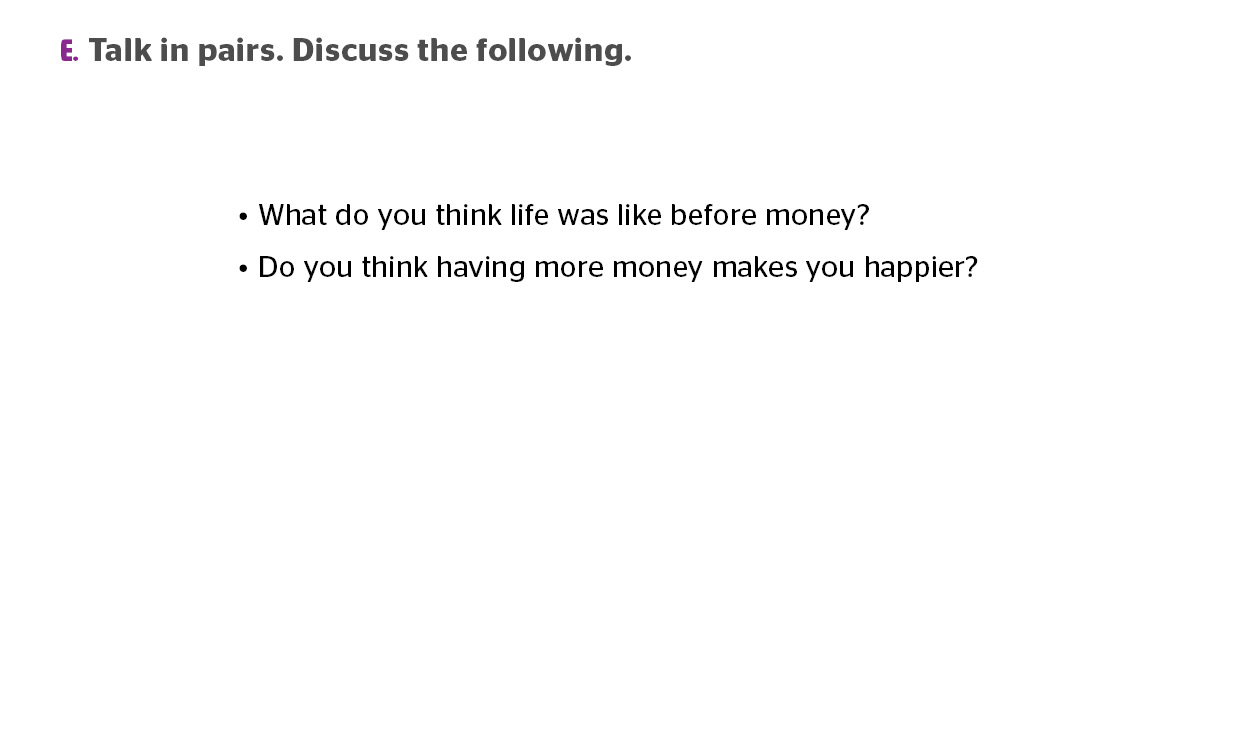 E. Talk in pairs. Discuss the following.
• What do you think life was like before money?
• Do you think having more money makes you happier?